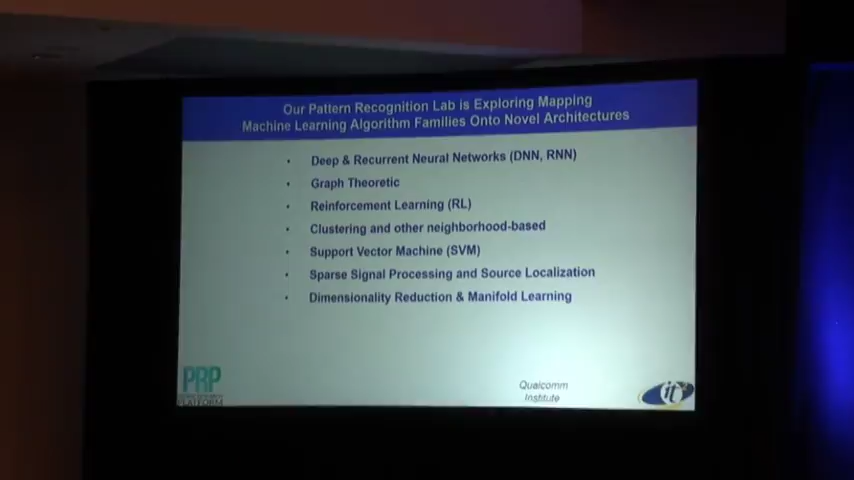 Our Pattern Recognition Lab is Exploring Mapping
Machine Learning Algorithm Families Onto Novel Architectures
• Deep & Recurrent Neural Networks (DNN, RNN)
• Graph Theoretic
• Reinforcement Learning (RL)
• Clustering and other neighborhood-based
• Support Vector Machine (SVM)
• Sparse Signal Processing and Source Localization
• Dimensionality Reduction & Manifold Learning
PRP
PLATFORM
Qualcomm
Institute
it2